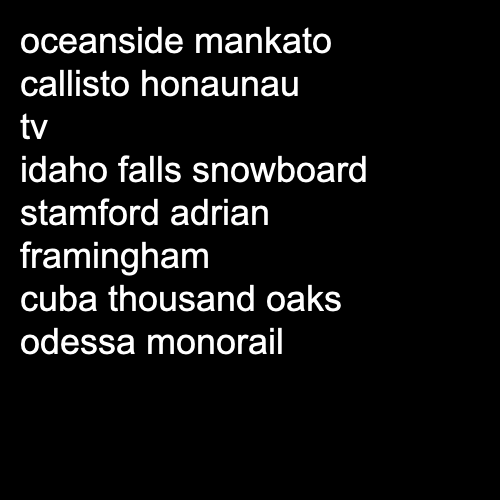 oceanside mankato
callisto honaunau
tv
idaho falls snowboard
stamford adrian
framingham
cuba thousand oaks
odessa monorail